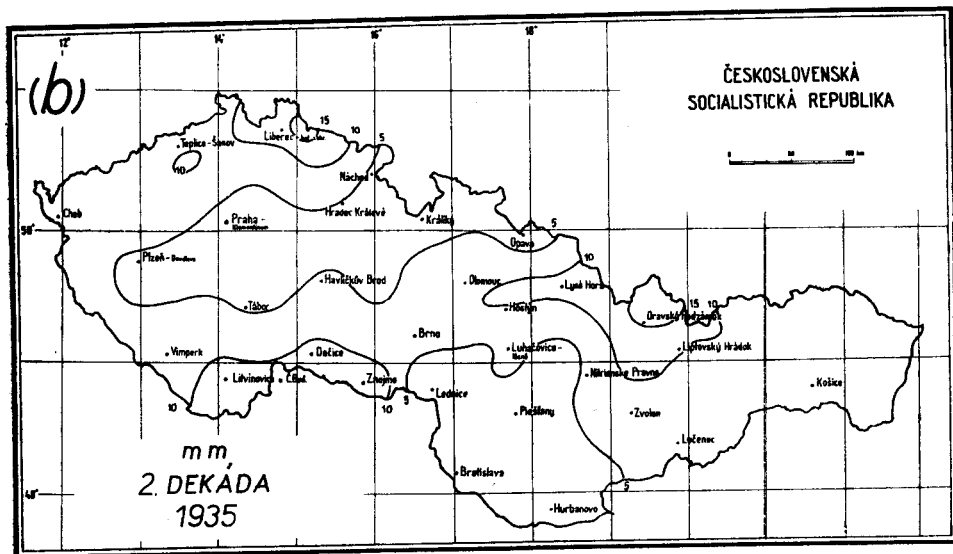 12° 14° 16° 18°
(b)
ČESKOSLOVENSKÁ
SOCIALISTICKÁ REPUBLIKA
15
10
5
Liberec -
Teplice-Šanov
10
Náchod
Hradec Králové
Cheb
Praha -
Králíky
50°
5
Opava
Plzeň -
10
Havlíčkův Brod
Olomouc
Lysá Hora
Tábor
Hostýn
15 10
Oravský
Brno
Luhačovice -
Liptovský Hrádok
Vimperk
Dačice
Nitrianske Pravno
Litvinovice
Č.Bud.
Znojmo
Lednice
Košice
10
10
5
Piešťany
Zvolen
Lučenec
mm,
2. DEKÁDA
1935
Bratislava
5
48°
Hurbanovo